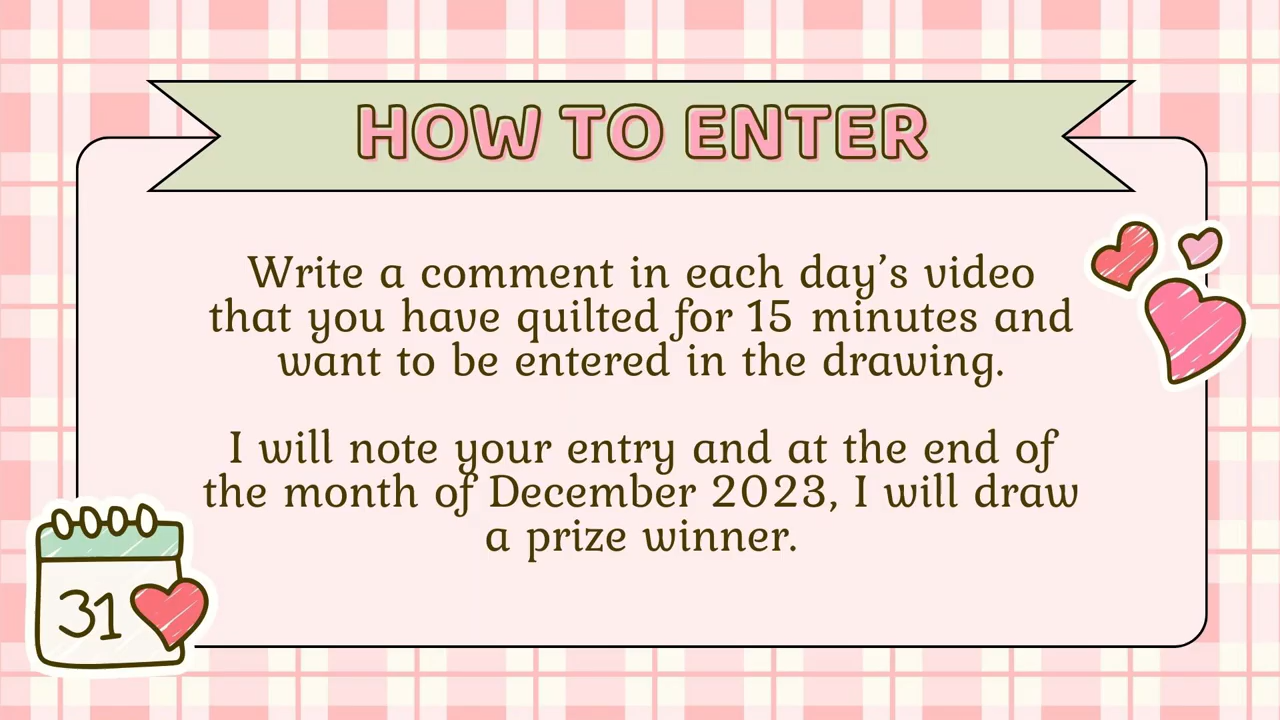 HOW TO ENTER
Write a comment in each day's video
that you have quilted for 15 minutes and
want to be entered in the drawing.
I will note your entry and at the end of
the month of December 2023, I will draw
a prize winner.
31